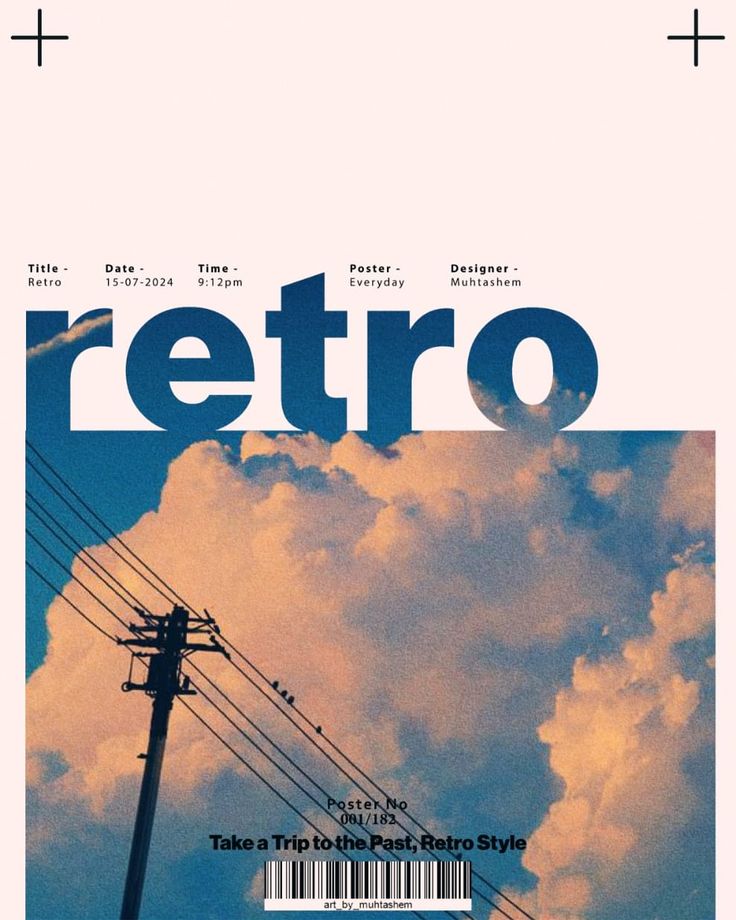 Title - Date - Time - Poster - Designer -
Retro 15-07-2024 9:12pm Everyday Muhtashem
retro
Poster No
001/182
Take a Trip to the Past, Retro Style
art_by_muhtashem